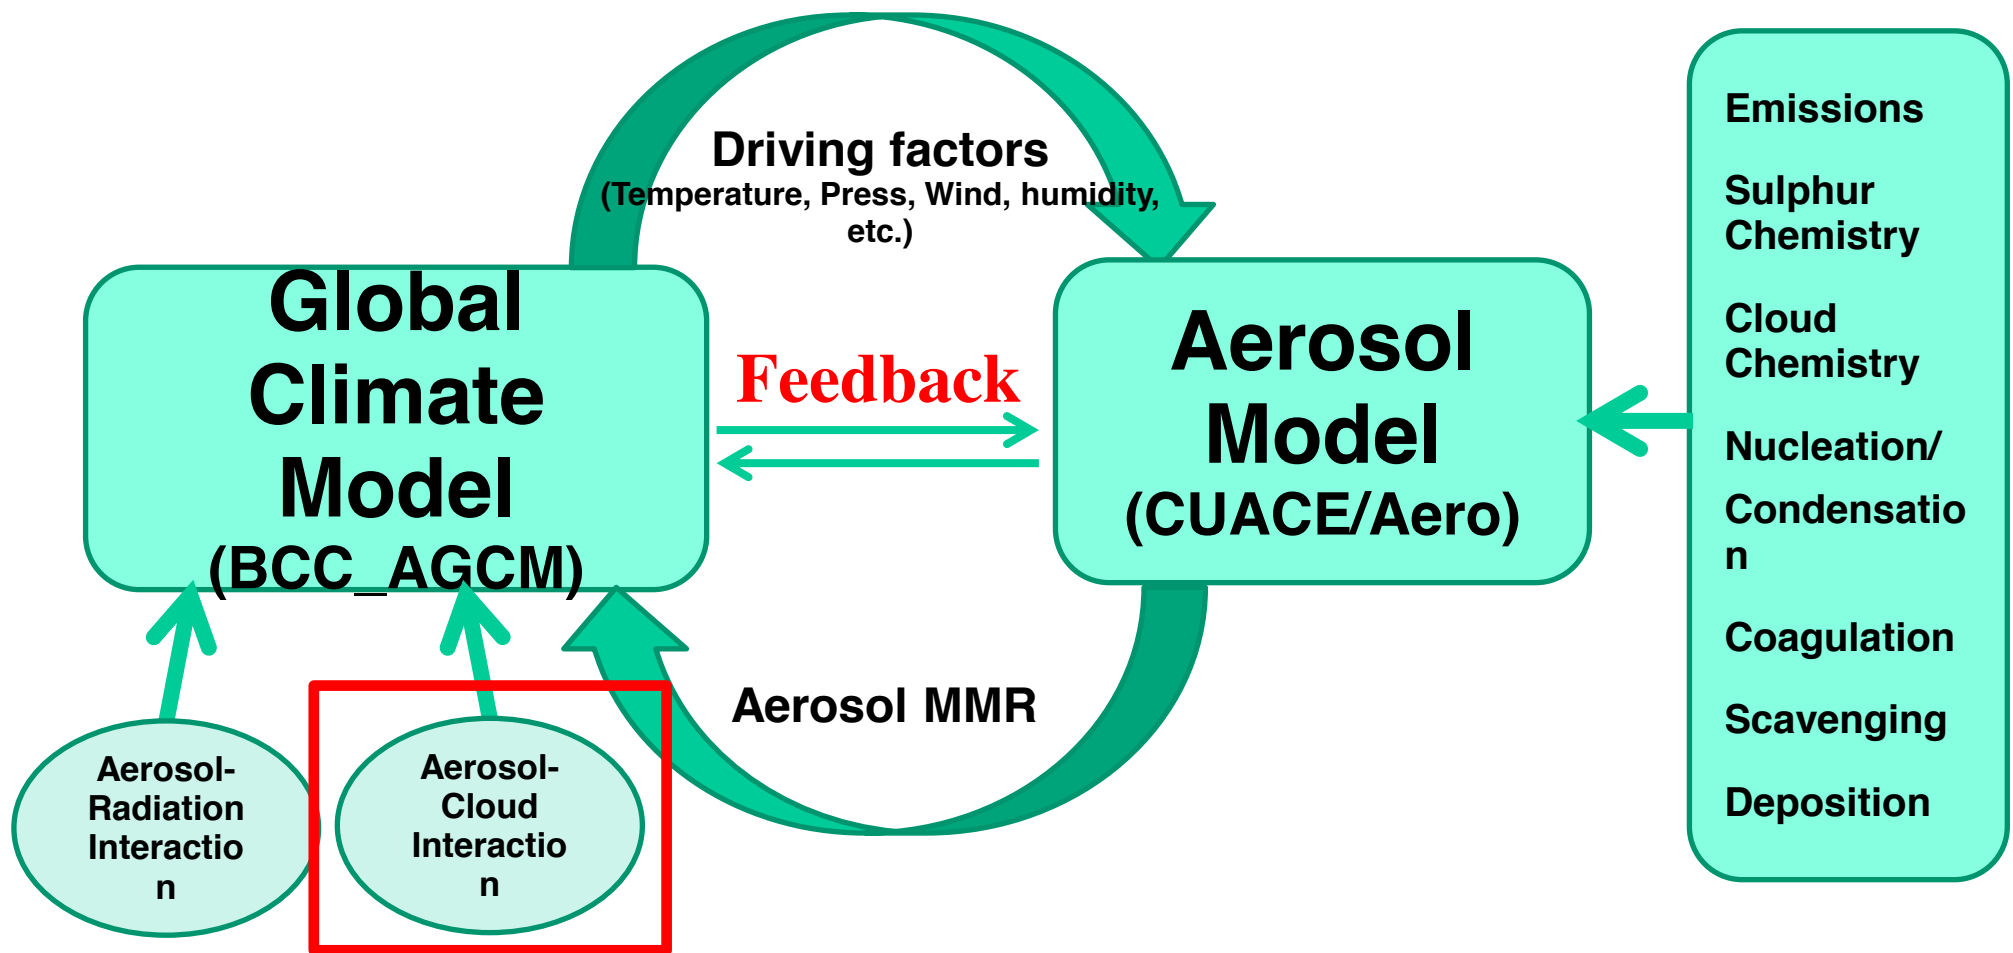 Driving factors
(Temperature, Press, Wind, humidity,
etc.)
Global
Climate
Model
(BCC_AGCM)
Feedback
Aerosol
Model
(CUACE/Aero)
Aerosol MMR
Aerosol-
Radiation
Interactio
n
Aerosol-
Cloud
Interactio
n
Emissions
Sulphur
Chemistry
Cloud
Chemistry
Nucleation/
Condensatio
n
Coagulation
Scavenging
Deposition